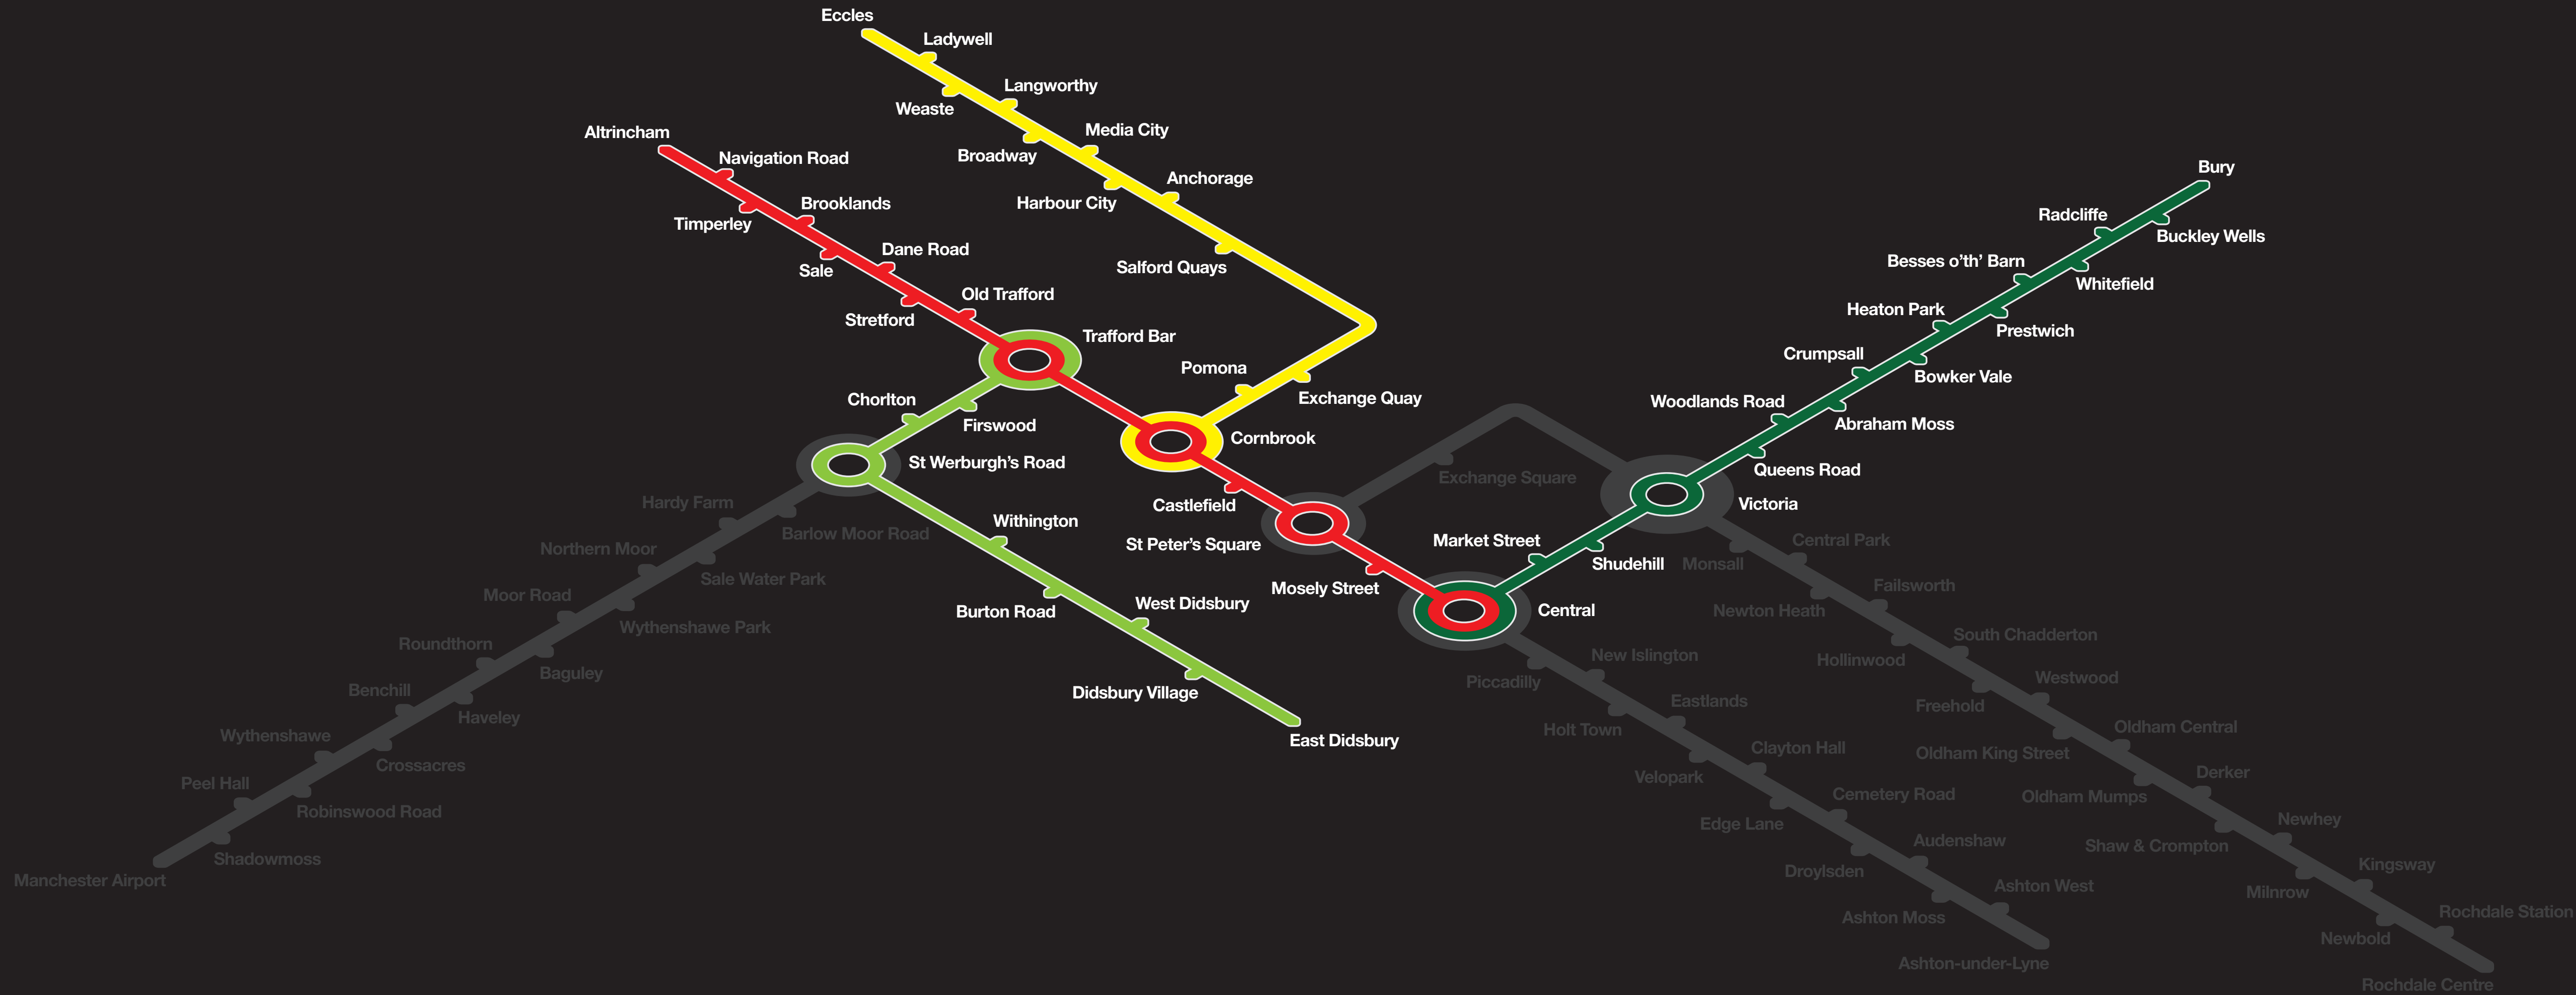 Eccles
Ladywell
Weaste
Langworthy
Broadway
Media City
Harbour City
Anchorage
Salford Quays
Exchange Quay
Pomona
Cornbrook
Altrincham
Navigation Road
Timperley
Brooklands
Sale
Dane Road
Stretford
Old Trafford
Trafford Bar
Castlefield
St Peter's Square
Mosely Street
Central
Firswood
Chorlton
St Werburgh's Road
Withington
Burton Road
West Didsbury
Didsbury Village
East Didsbury
Bury
Buckley Wells
Radcliffe
Whitefield
Besses o'th' Barn
Prestwich
Heaton Park
Bowker Vale
Crumpsall
Abraham Moss
Woodlands Road
Queens Road
Victoria
Shudehill
Market Street
Exchange Square
Barlow Moor Road
Hardy Farm
Sale Water Park
Northern Moor
Wythenshawe Park
Moor Road
Baguley
Roundthorn
Haveley
Benchill
Crossacres
Wythenshawe
Robinswood Road
Peel Hall
Shadowmoss
Manchester Airport
Piccadilly
New Islington
Holt Town
Eastlands
Velopark
Clayton Hall
Edge Lane
Cemetery Road
Droylsden
Audenshaw
Ashton Moss
Ashton West
Ashton-under-Lyne
Monsall
Central Park
Newton Heath
Failsworth
Hollinwood
South Chadderton
Freehold
Westwood
Oldham King Street
Oldham Central
Oldham Mumps
Derker
Shaw & Crompton
Newhey
Milnrow
Kingsway
Newbold
Rochdale Station
Rochdale Centre